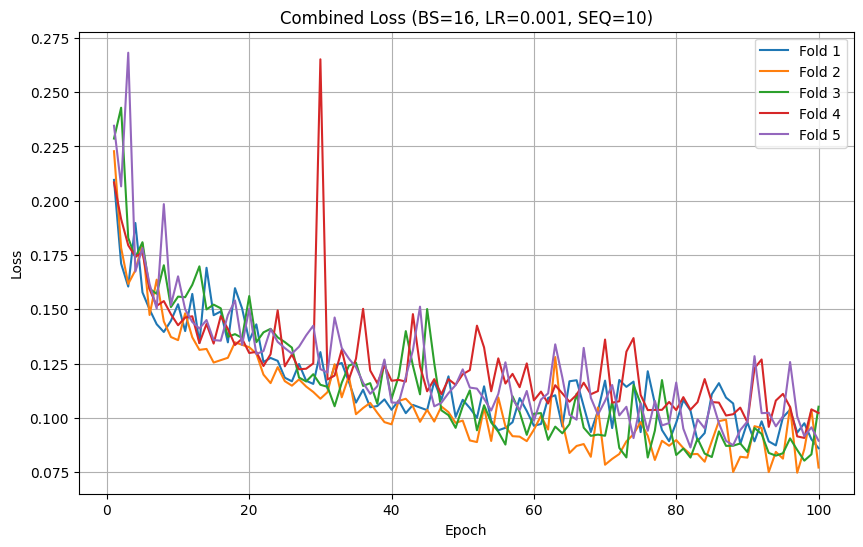 Combined Loss (BS=16, LR=0.001, SEQ=10)
0.275
0.250
0.225
0.200
0.175
0.150
0.125
0.100
0.075
Loss
Fold 1
Fold 2
Fold 3
Fold 4
Fold 5
0 20 40 60 80 100
Epoch